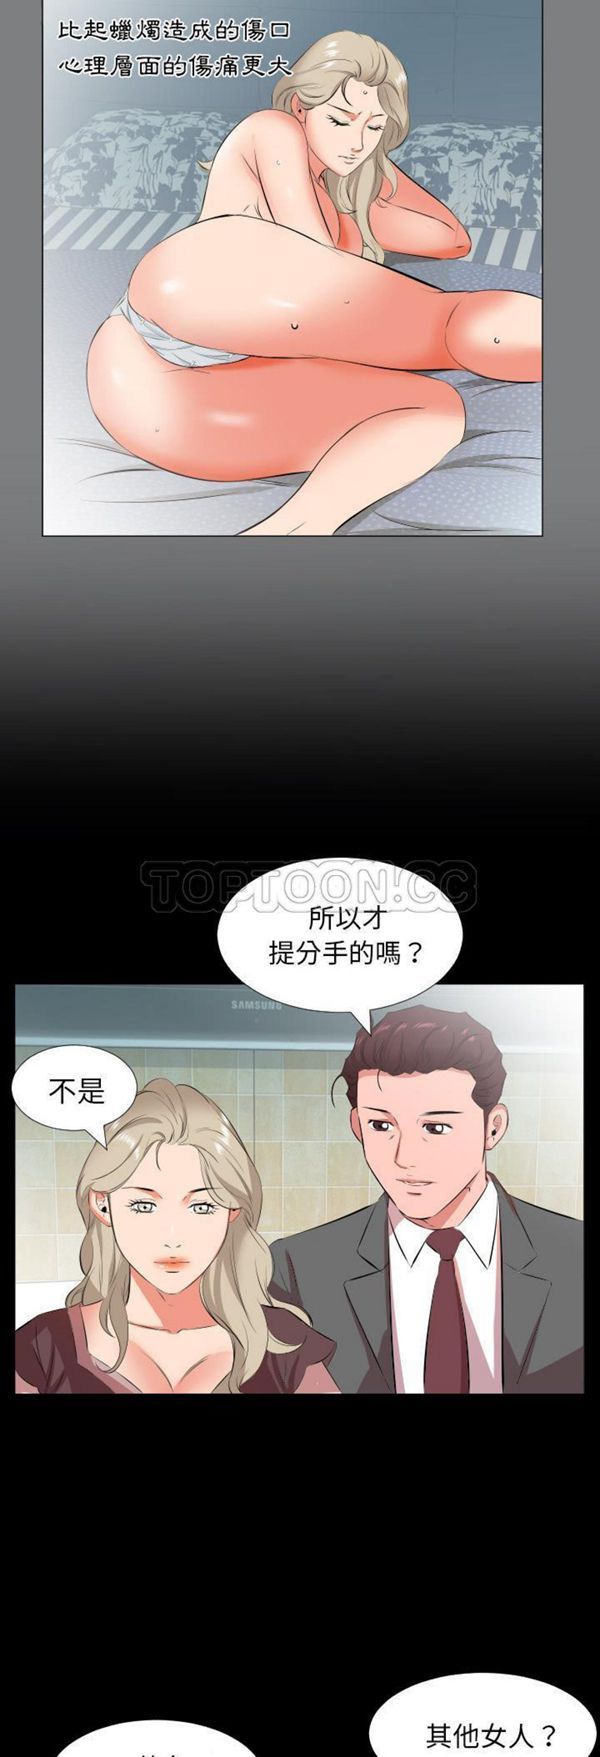 比起蠟燭造成的傷口
心理層面的傷痛更大
TOPTOON.CC
所以才
提分手的嗎？
SAMSUNG
不是
其他女人？